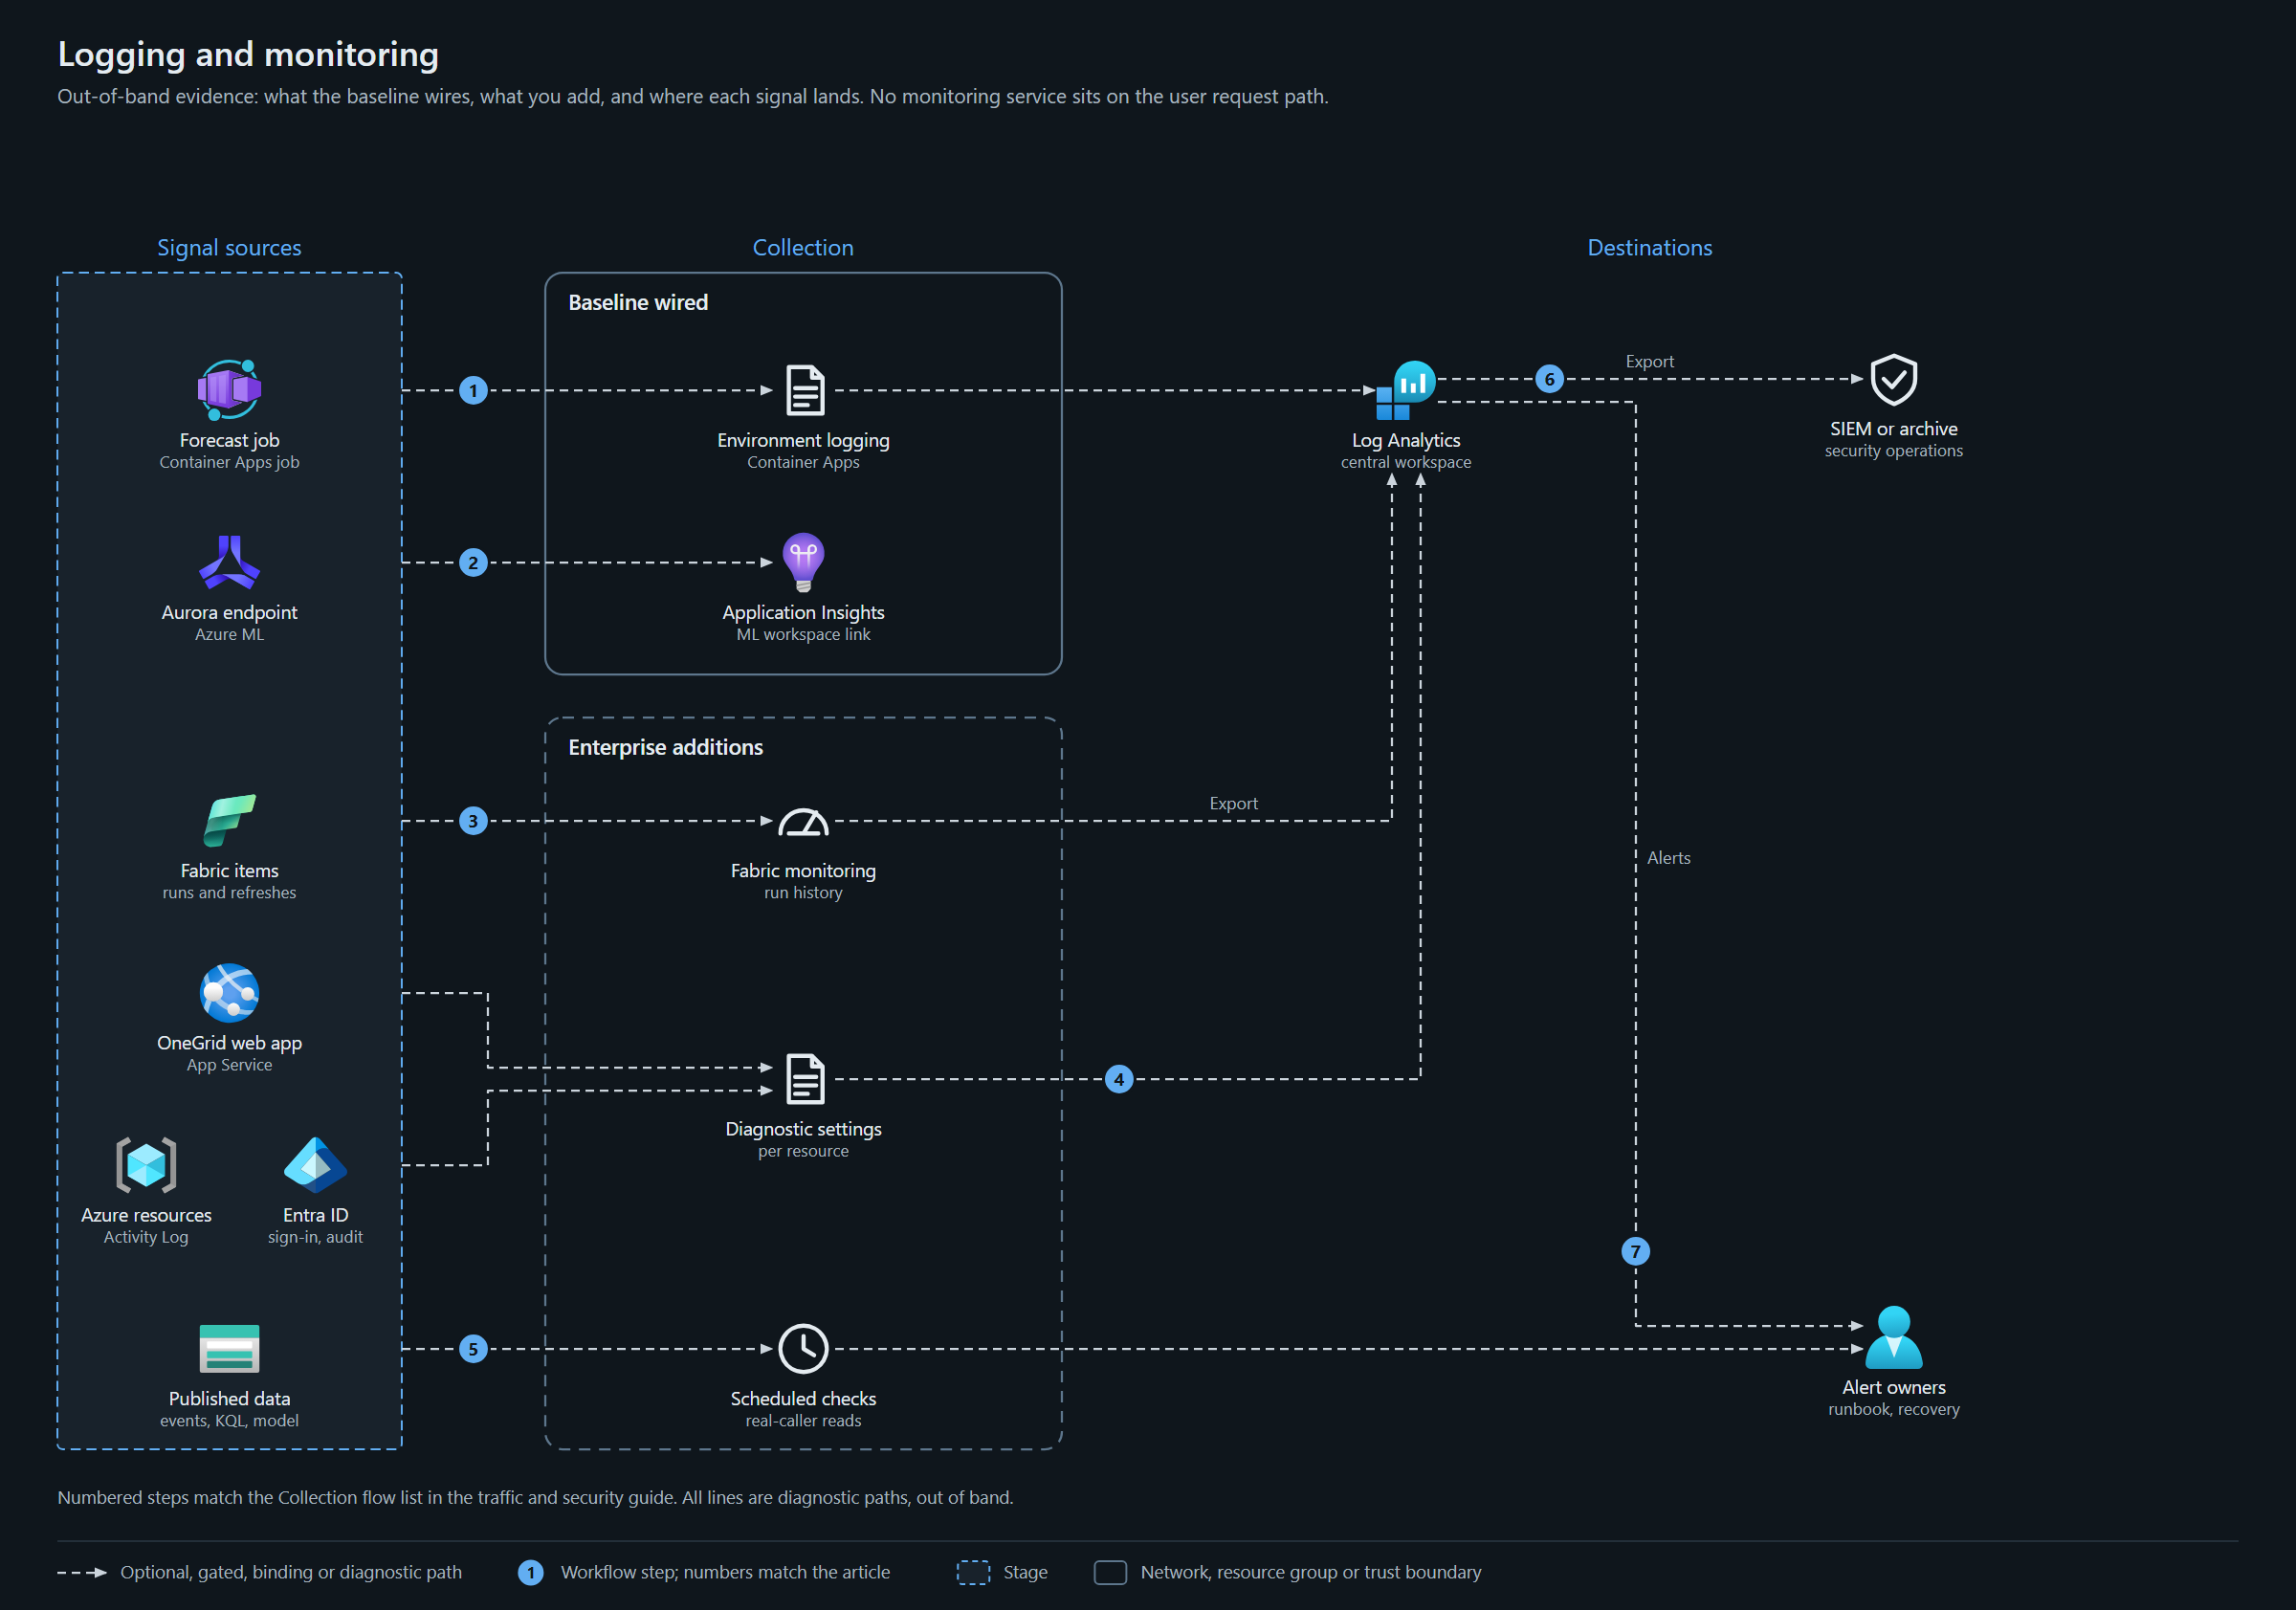 Logging and monitoring
Out-of-band evidence: what the baseline wires, what you add, and where each signal lands. No monitoring service sits on the user request path.
Signal sources
Collection
Destinations
Baseline wired
Forecast job
Container Apps job
1
Environment logging
Container Apps
Log Analytics
central workspace
6
Export
SIEM or archive
security operations
Aurora endpoint
Azure ML
2
Application Insights
ML workspace link
Enterprise additions
Fabric items
runs and refreshes
3
Fabric monitoring
run history
Export
Alerts
OneGrid web app
App Service
Diagnostic settings
per resource
4
Azure resources
Activity Log
Entra ID
sign-in, audit
7
Published data
events, KQL, model
5
Scheduled checks
real-caller reads
Alert owners
runbook, recovery
Numbered steps match the Collection flow list in the traffic and security guide. All lines are diagnostic paths, out of band.
Optional, gated, binding or diagnostic path
1
Workflow step; numbers match the article
Stage
Network, resource group or trust boundary